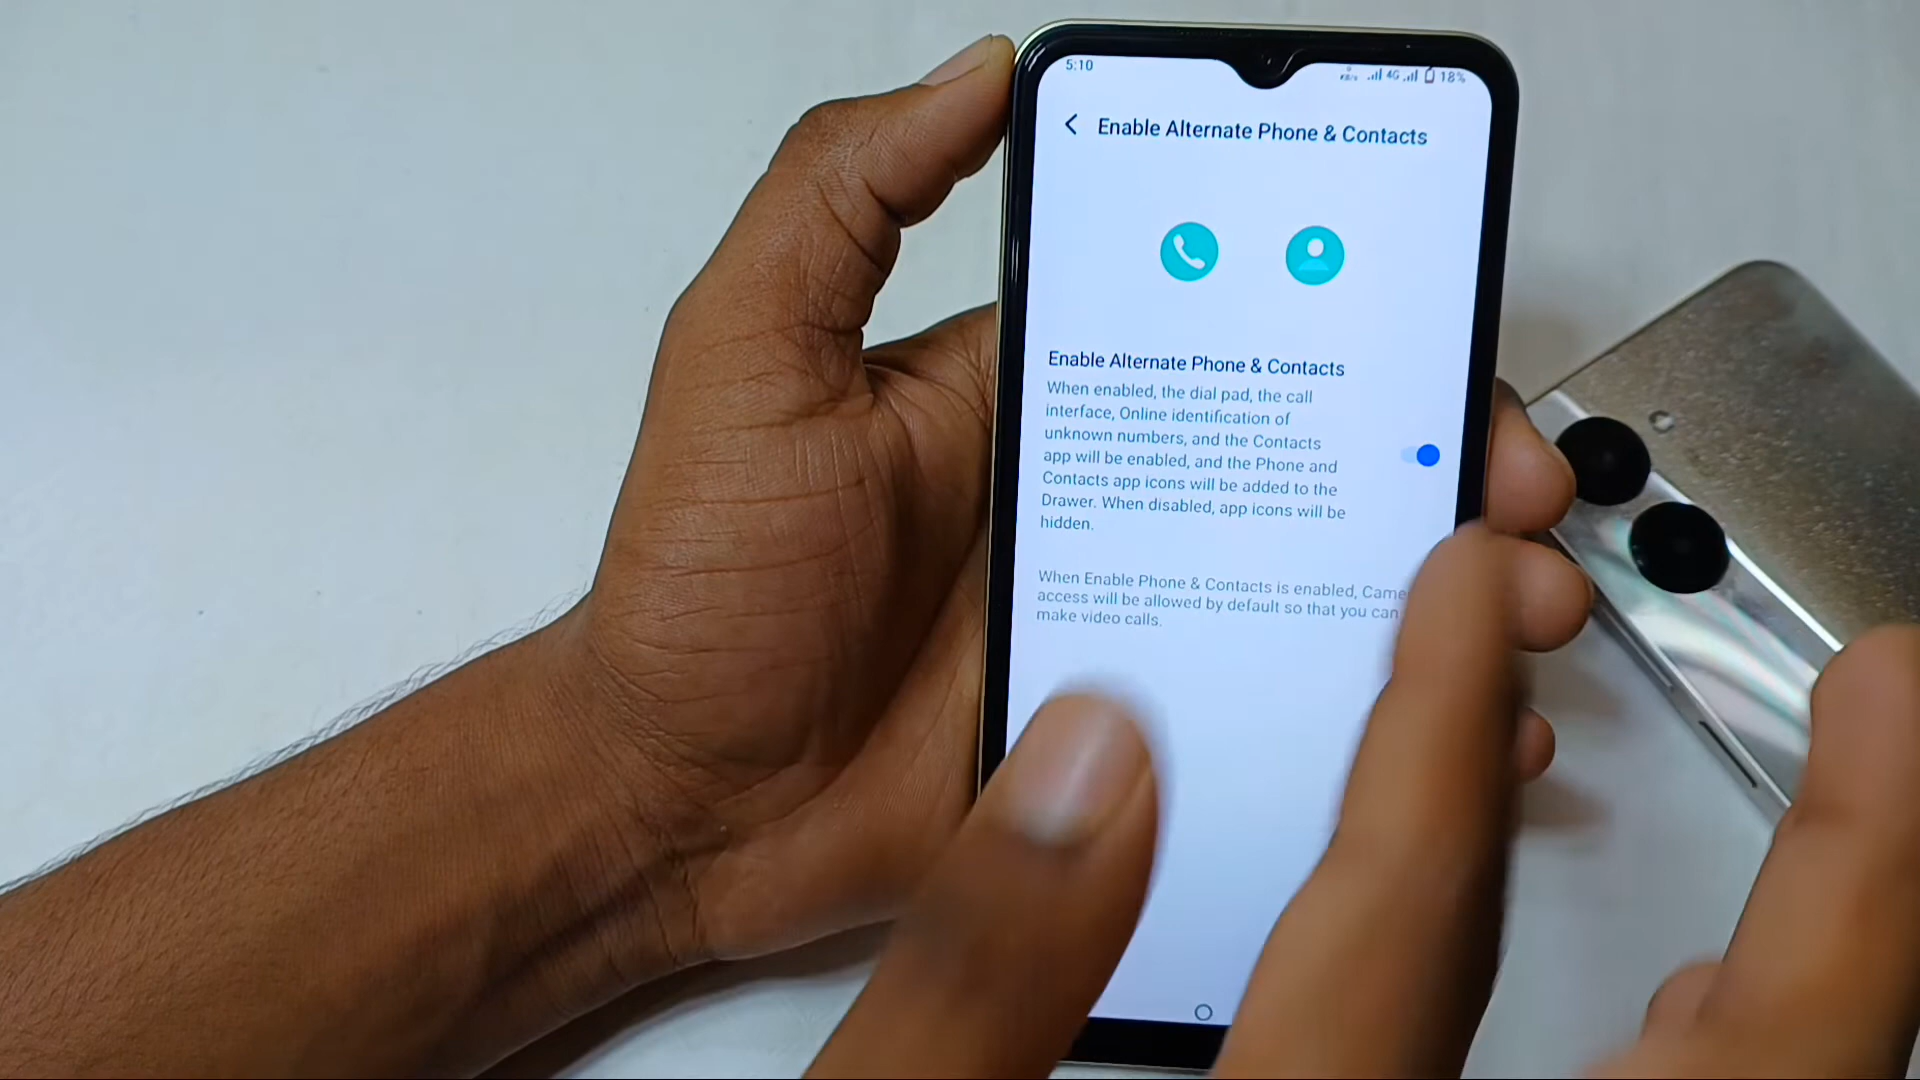 5:10
4G 18%
Enable Alternate Phone & Contacts
Enable Alternate Phone & Contacts
When enabled, the dial pad, the call
interface, Online identification of
unknown numbers, and the Contacts
app will be enabled, and the Phone and
Contacts app icons will be added to the
Drawer. When disabled, app icons will be
hidden.
When Enable Phone & Contacts is enabled, Came
access will be allowed by default so that you can
make video calls.